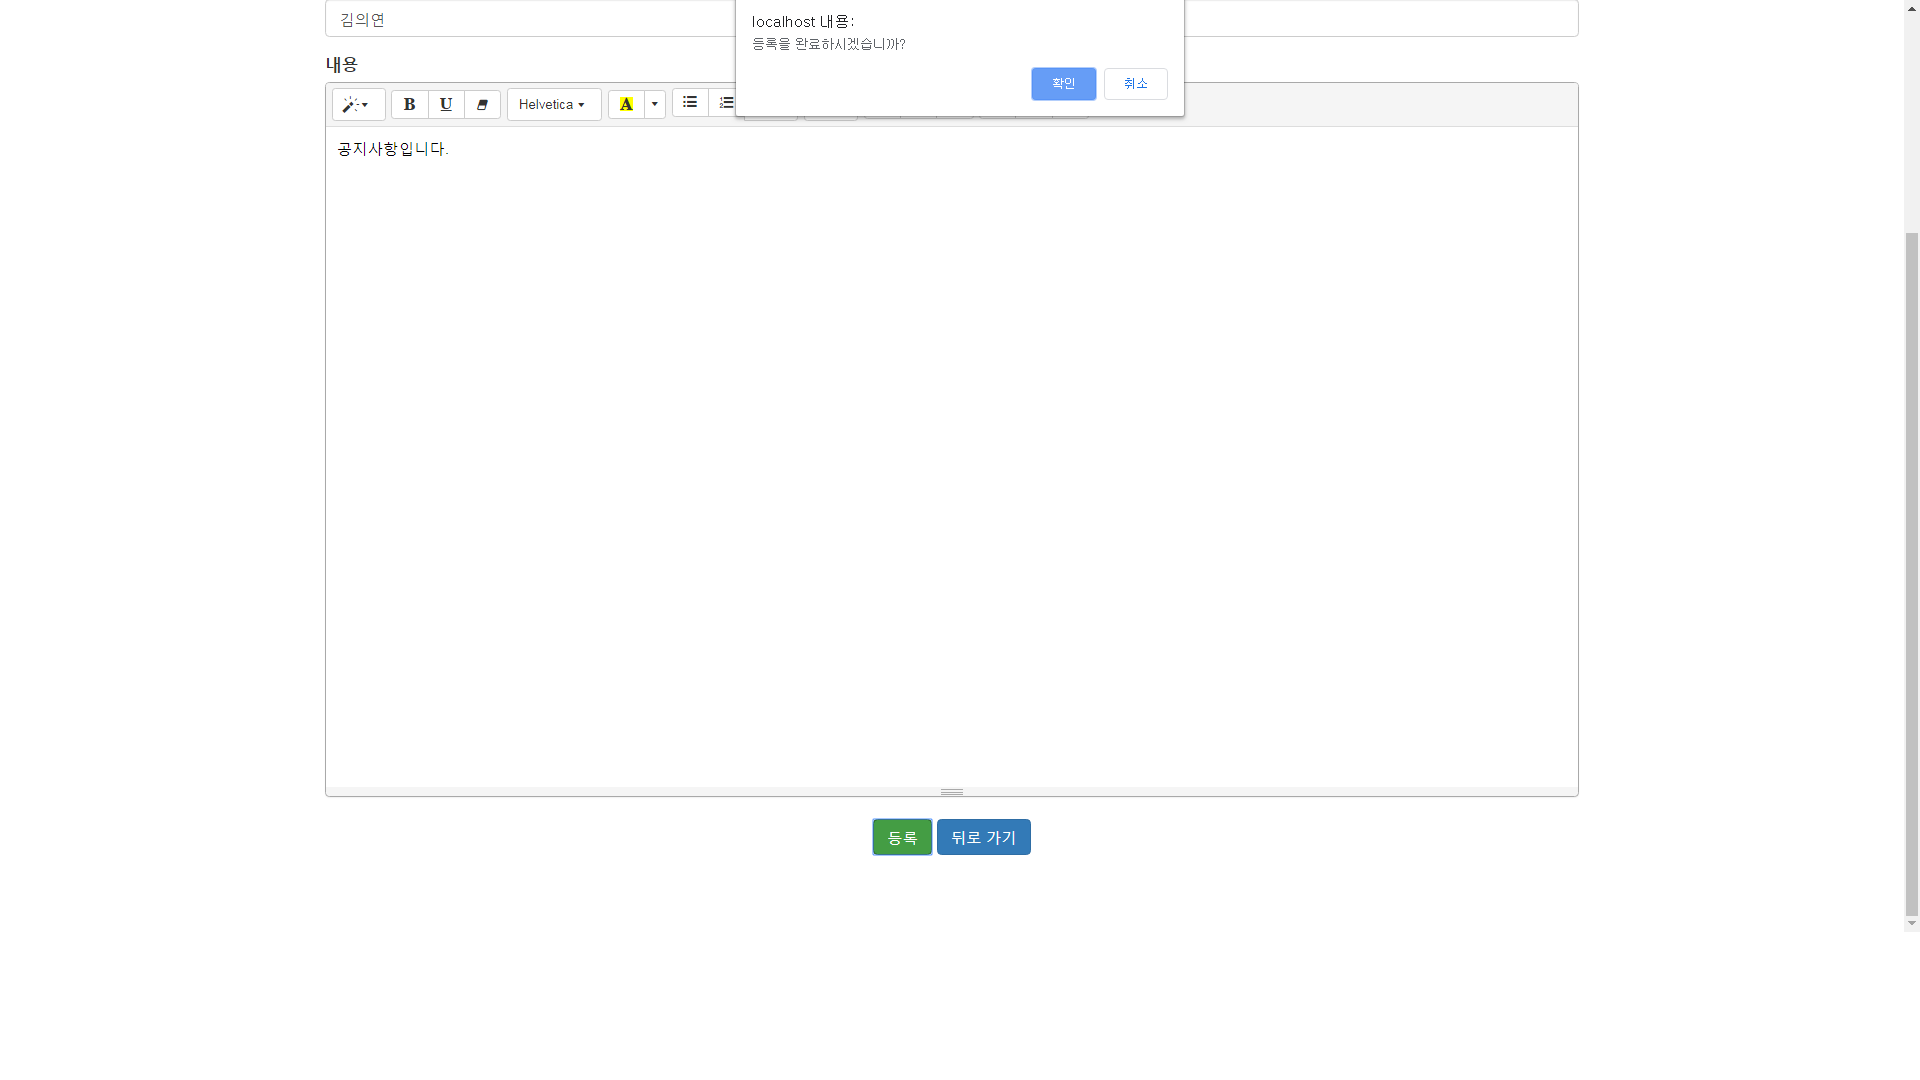 김의연
localhost 내용:
등록을 완료하시겠습니까?
확인 취소
내용
B U Helvetica A
공지사항입니다.
등록 뒤로 가기